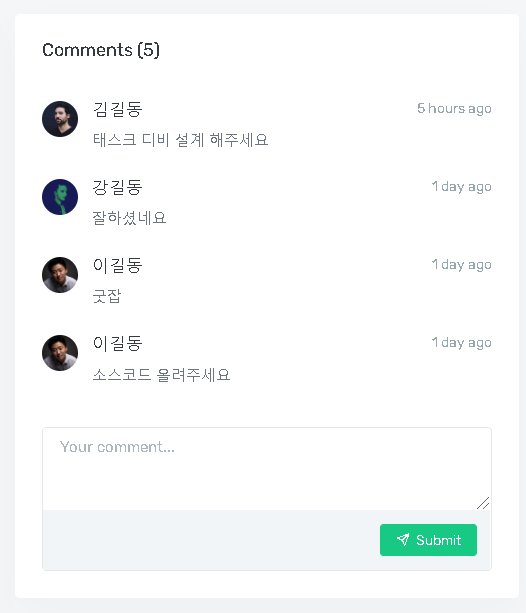 Comments (5)
김길동
5 hours ago
태스크 디비 설계 해주세요
강길동
1 day ago
잘하셨네요
이길동
1 day ago
굿잡
이길동
1 day ago
소스코드 올려주세요
Your comment...
Submit